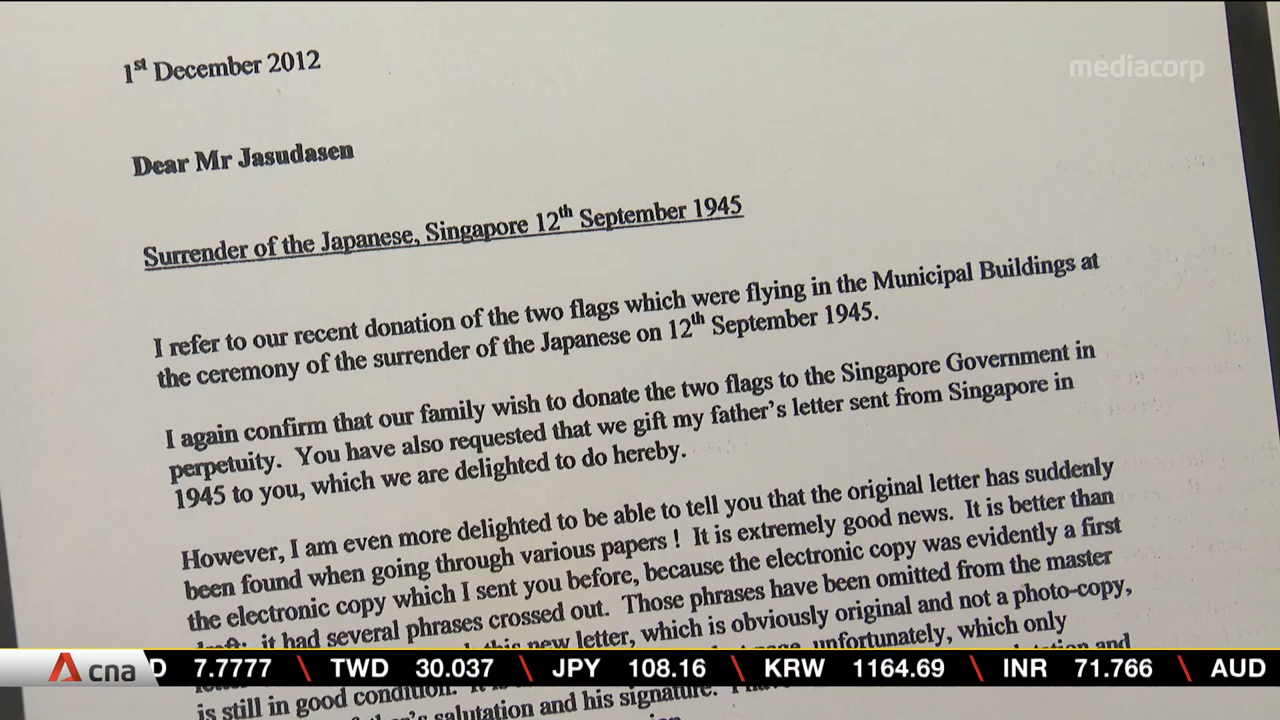 mediacorp
1st December 2012
Dear Mr Jasudasen
Surrender of the Japanese, Singapore 12th September 1945
I refer to our recent donation of the two flags which were flying in the Municipal Buildings at
the ceremony of the surrender of the Japanese on 12th September 1945.
I again confirm that our family wish to donate the two flags to the Singapore Government in
perpetuity. You have also requested that we gift my father's letter sent from Singapore in
1945 to you, which we are delighted to do hereby.
However, I am even more delighted to be able to tell you that the original letter has suddenly
been found when going through various papers ! It is extremely good news. It is better than
the electronic copy which I sent you before, because the electronic copy was evidently a first
draft; it had several phrases crossed out. Those phrases have been omitted from the master
this new letter, which is obviously original and not a photo-copy,
unfortunately, which only
is still in good condition.
salutation and his signature.
cna D 7.7777 TWD 30.037 JPY 108.16 KRW 1164.69 INR 71.766 AUD